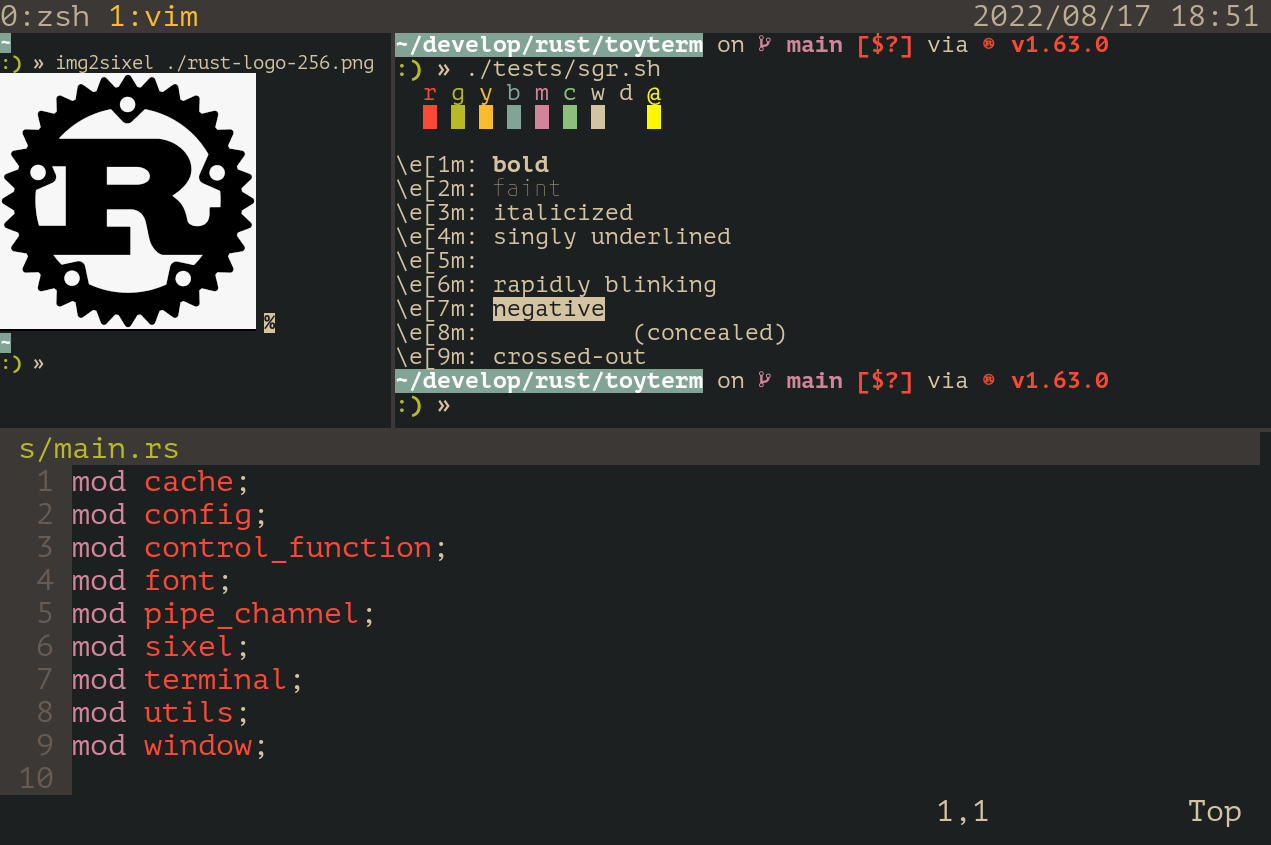 0:zsh 1:vim 2022/08/17 18:51
~
:) » img2sixel ./rust-logo-256.png
R
%
~
:) »
~/develop/rust/toyterm on main [$?] via ® v1.63.0
:) » ./tests/sgr.sh
r g y b m c w d @
\e[1m: bold
\e[2m: faint
\e[3m: italicized
\e[4m: singly underlined
\e[5m:
\e[6m: rapidly blinking
\e[7m: negative
\e[8m: (concealed)
\e[9m: crossed-out
~/develop/rust/toyterm on main [$?] via ® v1.63.0
:) »
s/main.rs
1 mod cache;
2 mod config;
3 mod control_function;
4 mod font;
5 mod pipe_channel;
6 mod sixel;
7 mod terminal;
8 mod utils;
9 mod window;
10
1,1 Top